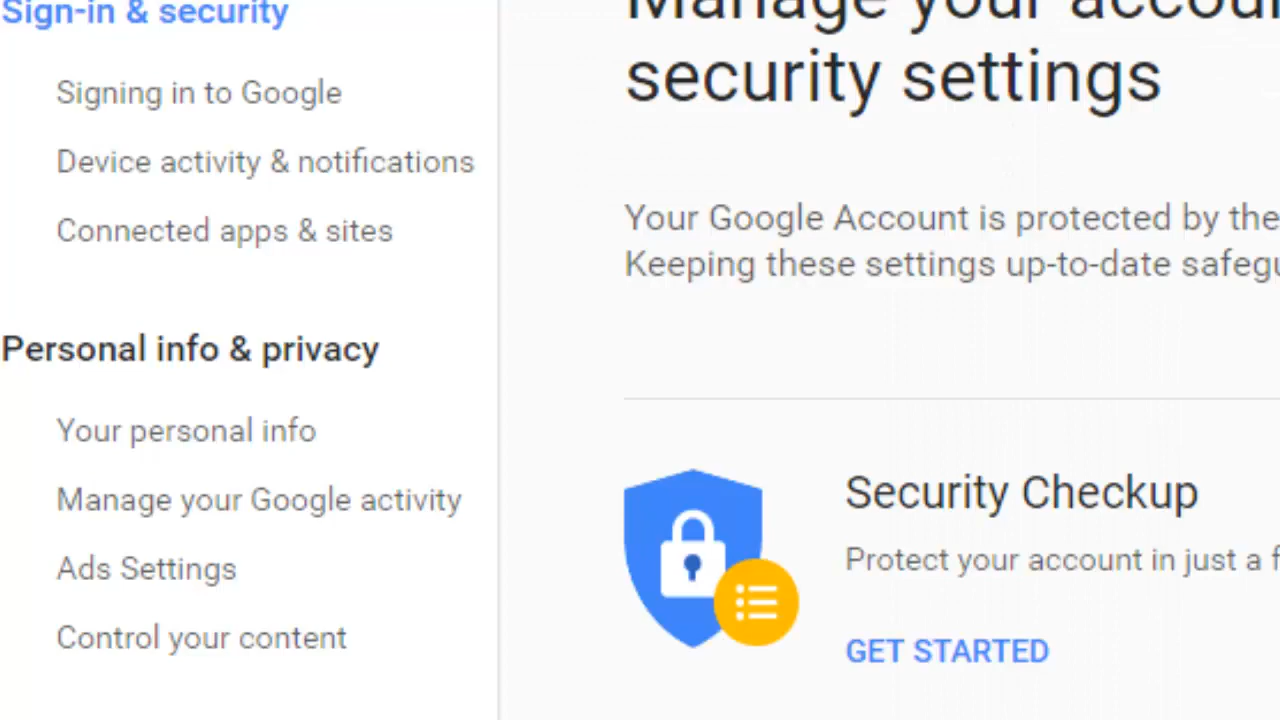 Sign-in & security
Signing in to Google
Device activity & notifications
Connected apps & sites
Personal info & privacy
Your personal info
Manage your Google activity
Ads Settings
Control your content
Manage your
security settings
Your Google Account is protected by the
Keeping these settings up-to-date
Security Checkup
Protect your account in just a
GET STARTED